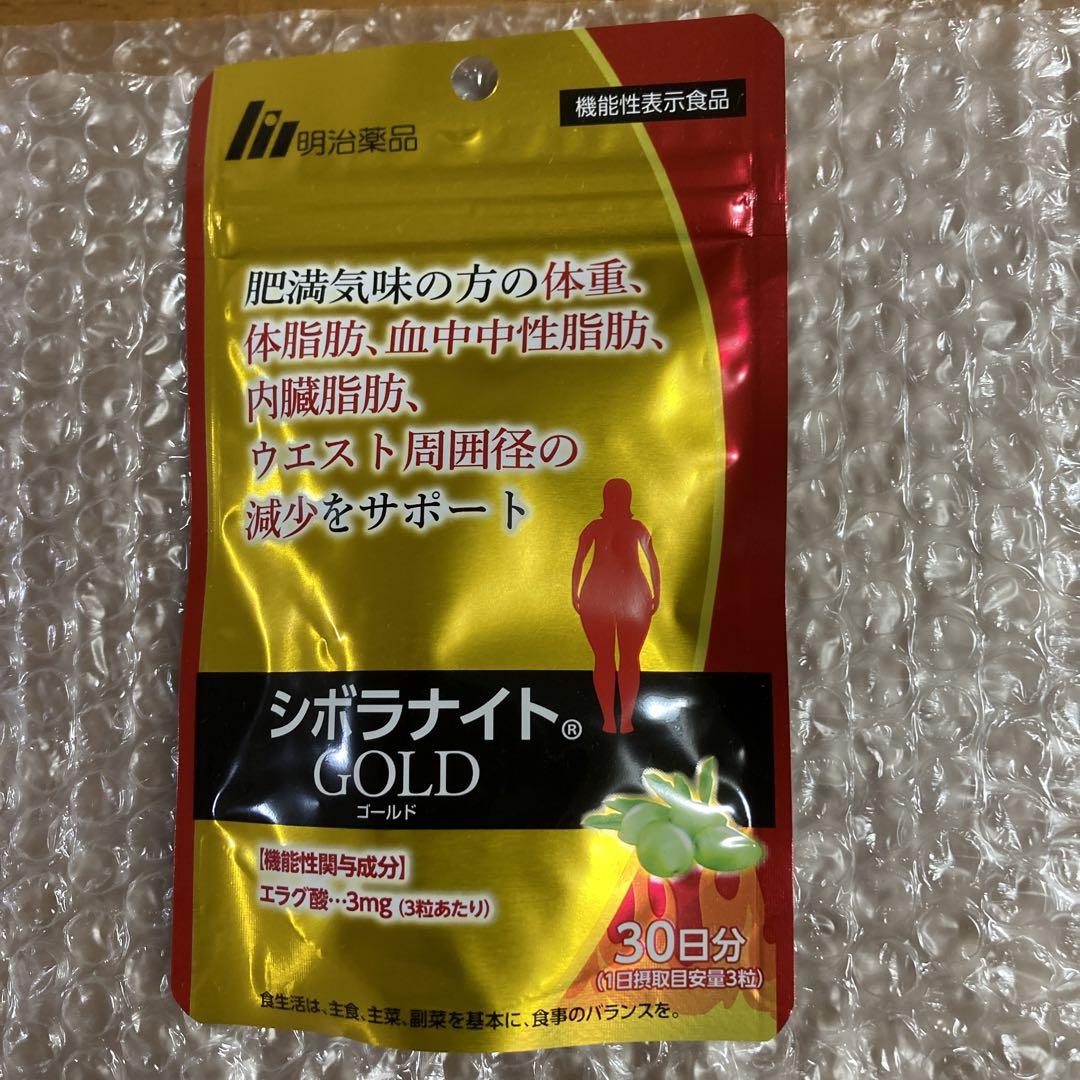 明治薬品
機能性表示食品
肥満気味の方の体重、
体脂肪、血中中性脂肪、
内臓脂肪、
ウエスト周囲径の
減少をサポート
シボラナイト®
GOLD
ゴールド
【機能性関与成分】
エラグ酸…3mg (3粒あたり)
30日分
(1日摂取目安量3粒)
食生活は、主食、主菜、副菜を基本に、食事のバランスを。